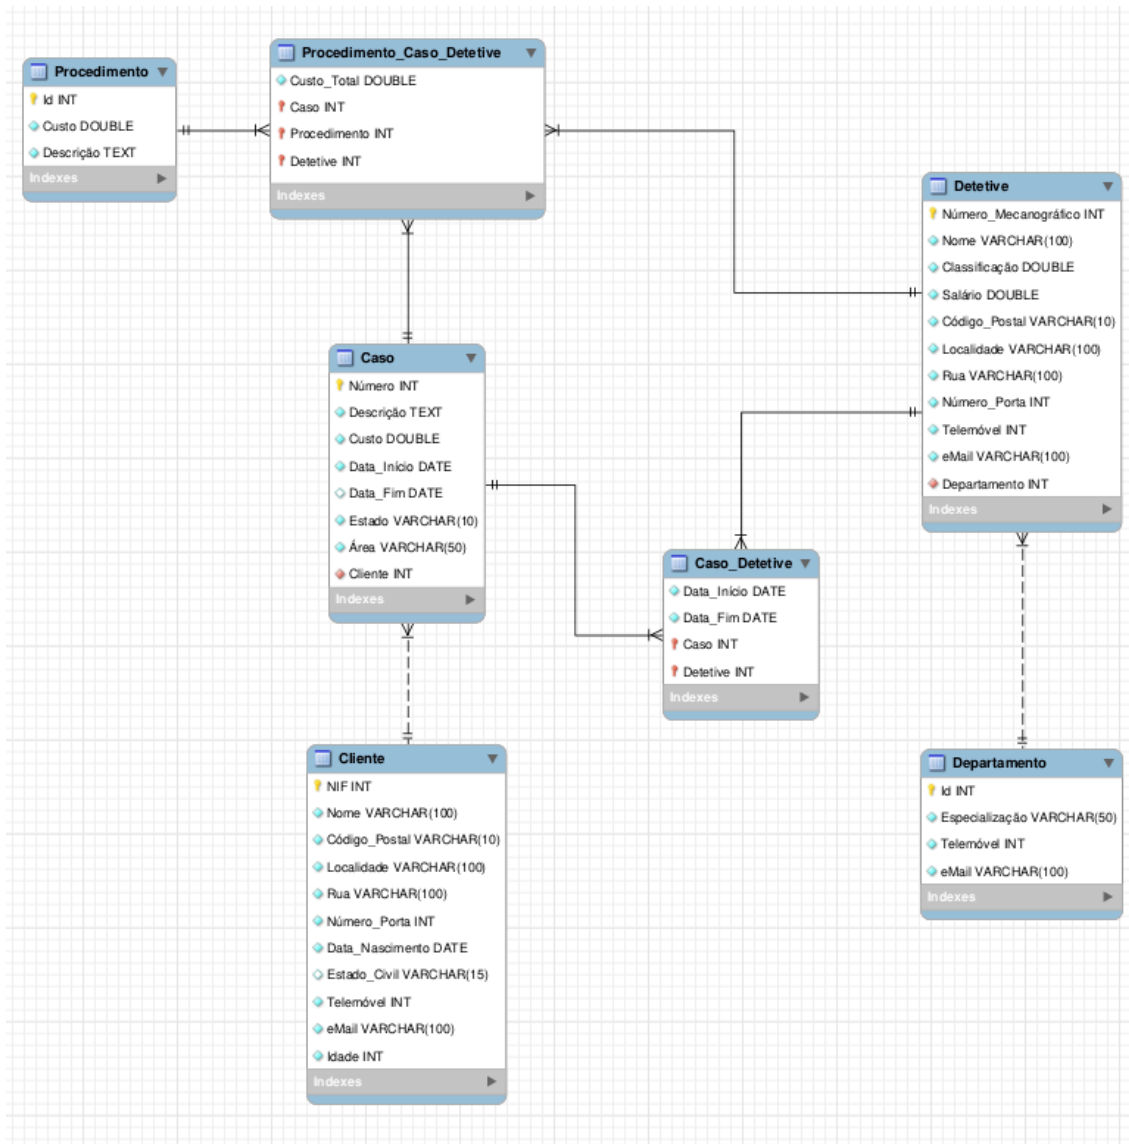 Procedimento
Id INT
Custo DOUBLE
Descrição TEXT
Indexes
Procedimento_Caso_Detetive
Custo_Total DOUBLE
Caso INT
Procedimento INT
Detetive INT
Indexes
Detetive
Número_Mecanográfico INT
Nome VARCHAR(100)
Classificação DOUBLE
Salário DOUBLE
Código_Postal VARCHAR(10)
Localidade VARCHAR(100)
Rua VARCHAR(100)
Número_Porta INT
Telemóvel INT
eMail VARCHAR(100)
Departamento INT
Indexes
Caso
Número INT
Descrição TEXT
Custo DOUBLE
Data_Início DATE
Data_Fim DATE
Estado VARCHAR(10)
Área VARCHAR(50)
Cliente INT
Indexes
Caso_Detetive
Data_Início DATE
Data_Fim DATE
Caso INT
Detetive INT
Indexes
Cliente
NIF INT
Nome VARCHAR(100)
Código_Postal VARCHAR(10)
Localidade VARCHAR(100)
Rua VARCHAR(100)
Número_Porta INT
Data_Nascimento DATE
Estado_Civil VARCHAR(15)
Telemóvel INT
eMail VARCHAR(100)
Idade INT
Indexes
Departamento
Id INT
Especialização VARCHAR(50)
Telemóvel INT
eMail VARCHAR(100)
Indexes